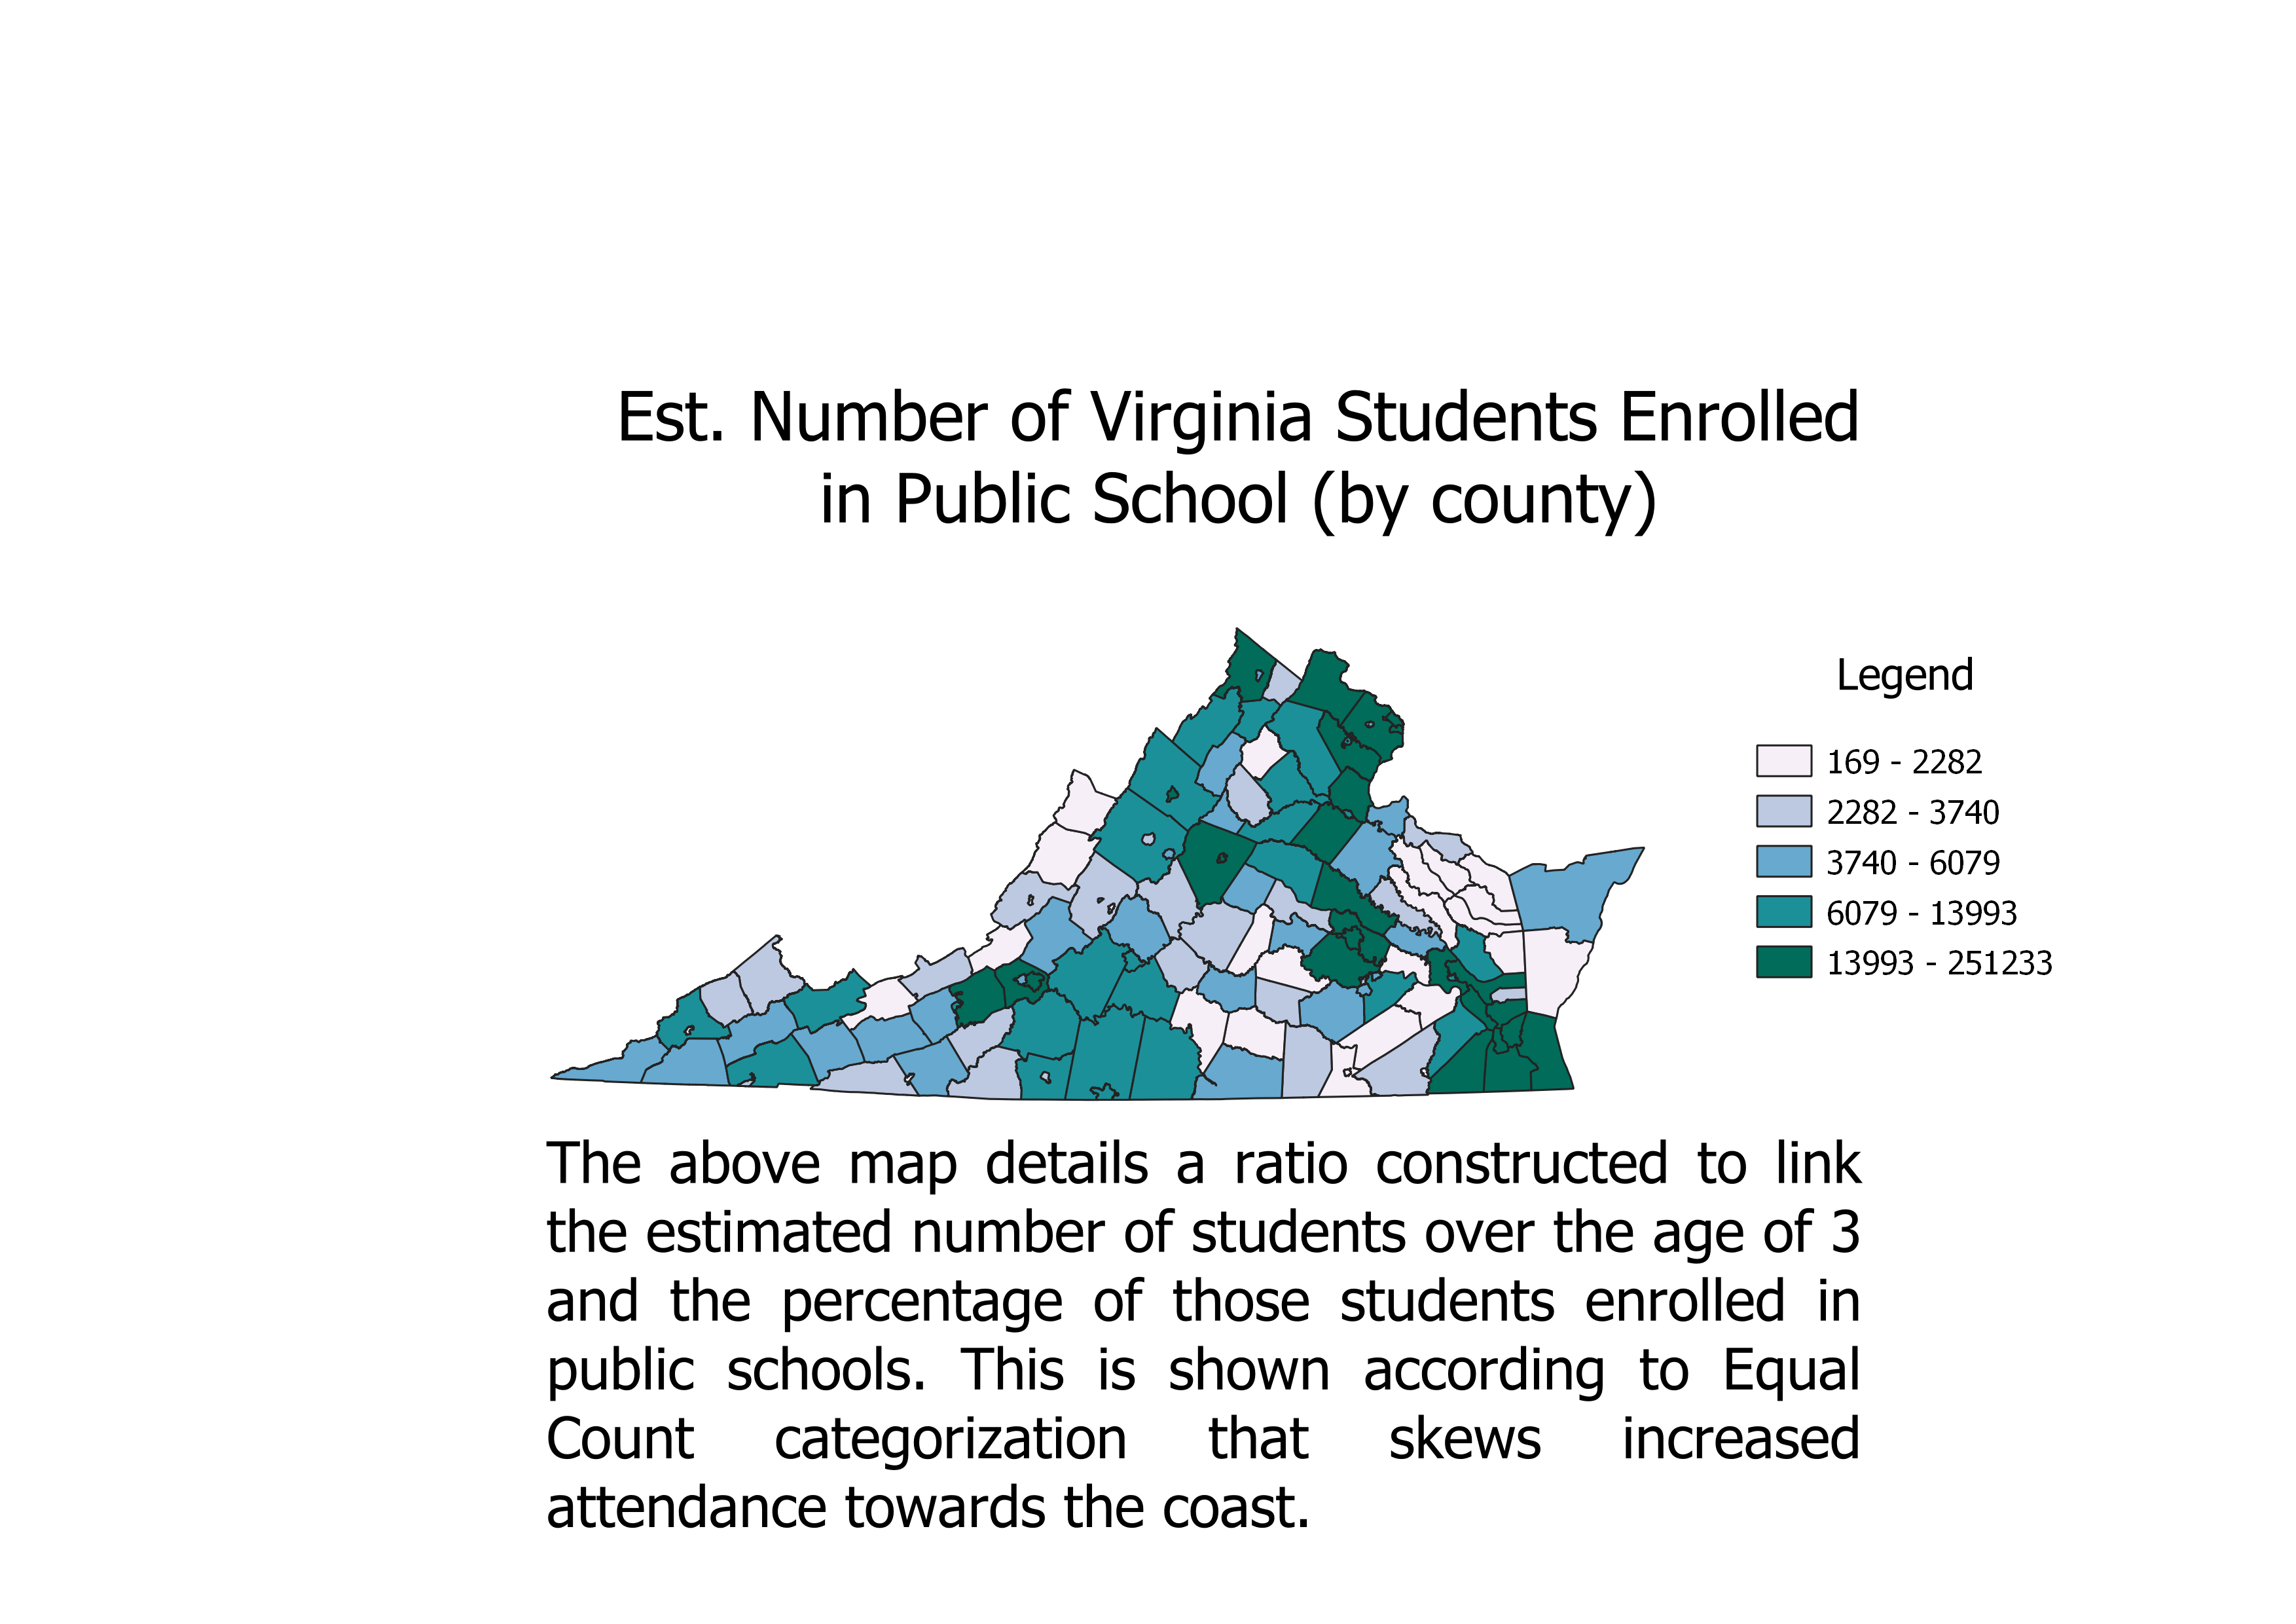 Est. Number of Virginia Students Enrolled
in Public School (by county)
Legend
169 - 2282
2282 - 3740
3740 - 6079
6079 - 13993
13993 - 251233
The above map details a ratio constructed to link
the estimated number of students over the age of 3
and the percentage of those students enrolled in
public schools. This is shown according to Equal
Count categorization that skews increased
attendance towards the coast.